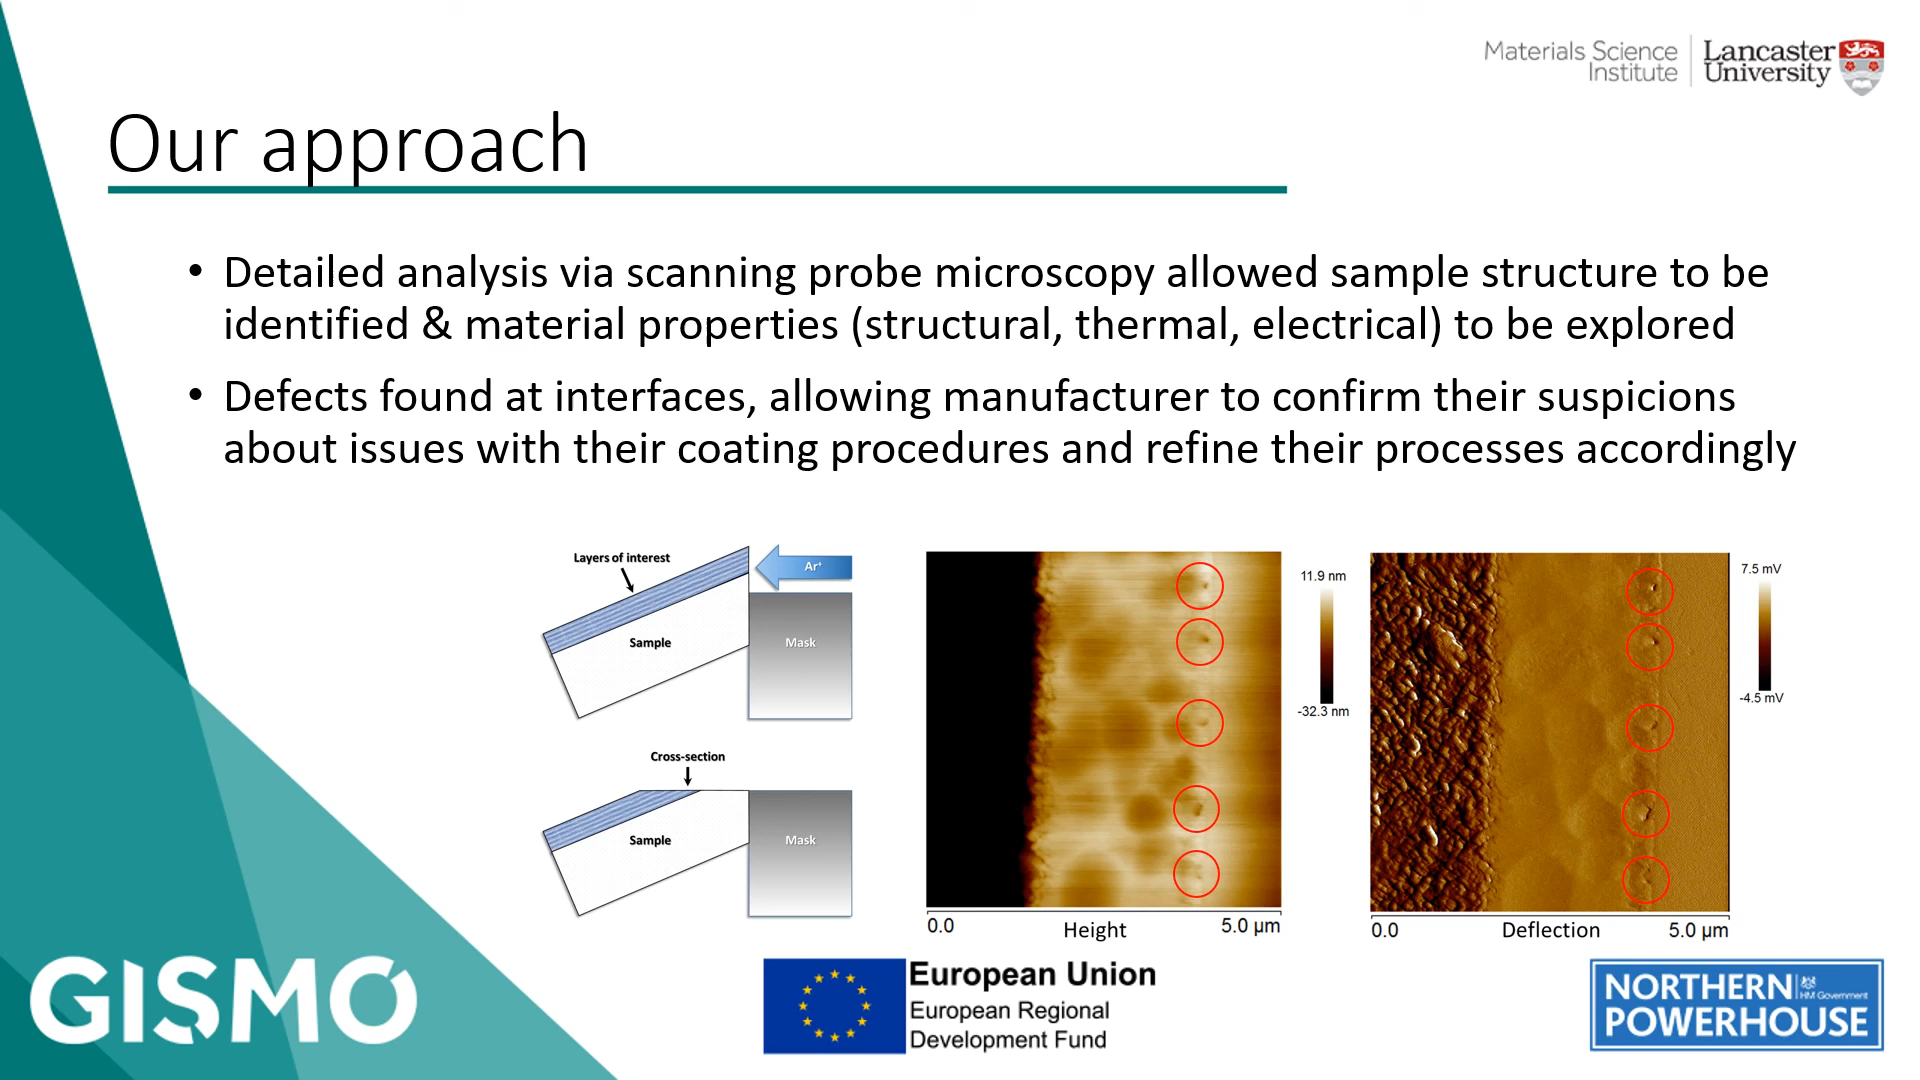 Materials Science
Institute
Lancaster
University
Our approach
• Detailed analysis via scanning probe microscopy allowed sample structure to be
identified & material properties (structural, thermal, electrical) to be explored
• Defects found at interfaces, allowing manufacturer to confirm their suspicions
about issues with their coating procedures and refine their processes accordingly
Layers of interest
Ar⁺
Sample
Mask
Cross-section
Sample
Mask
11.9 nm
-32.3 nm
0.0
Height
5.0 µm
7.5 mV
-4.5 mV
0.0
Deflection
5.0 µm
GISMO
European Union
European Regional
Development Fund
NORTHERN
HM Government
POWERHOUSE